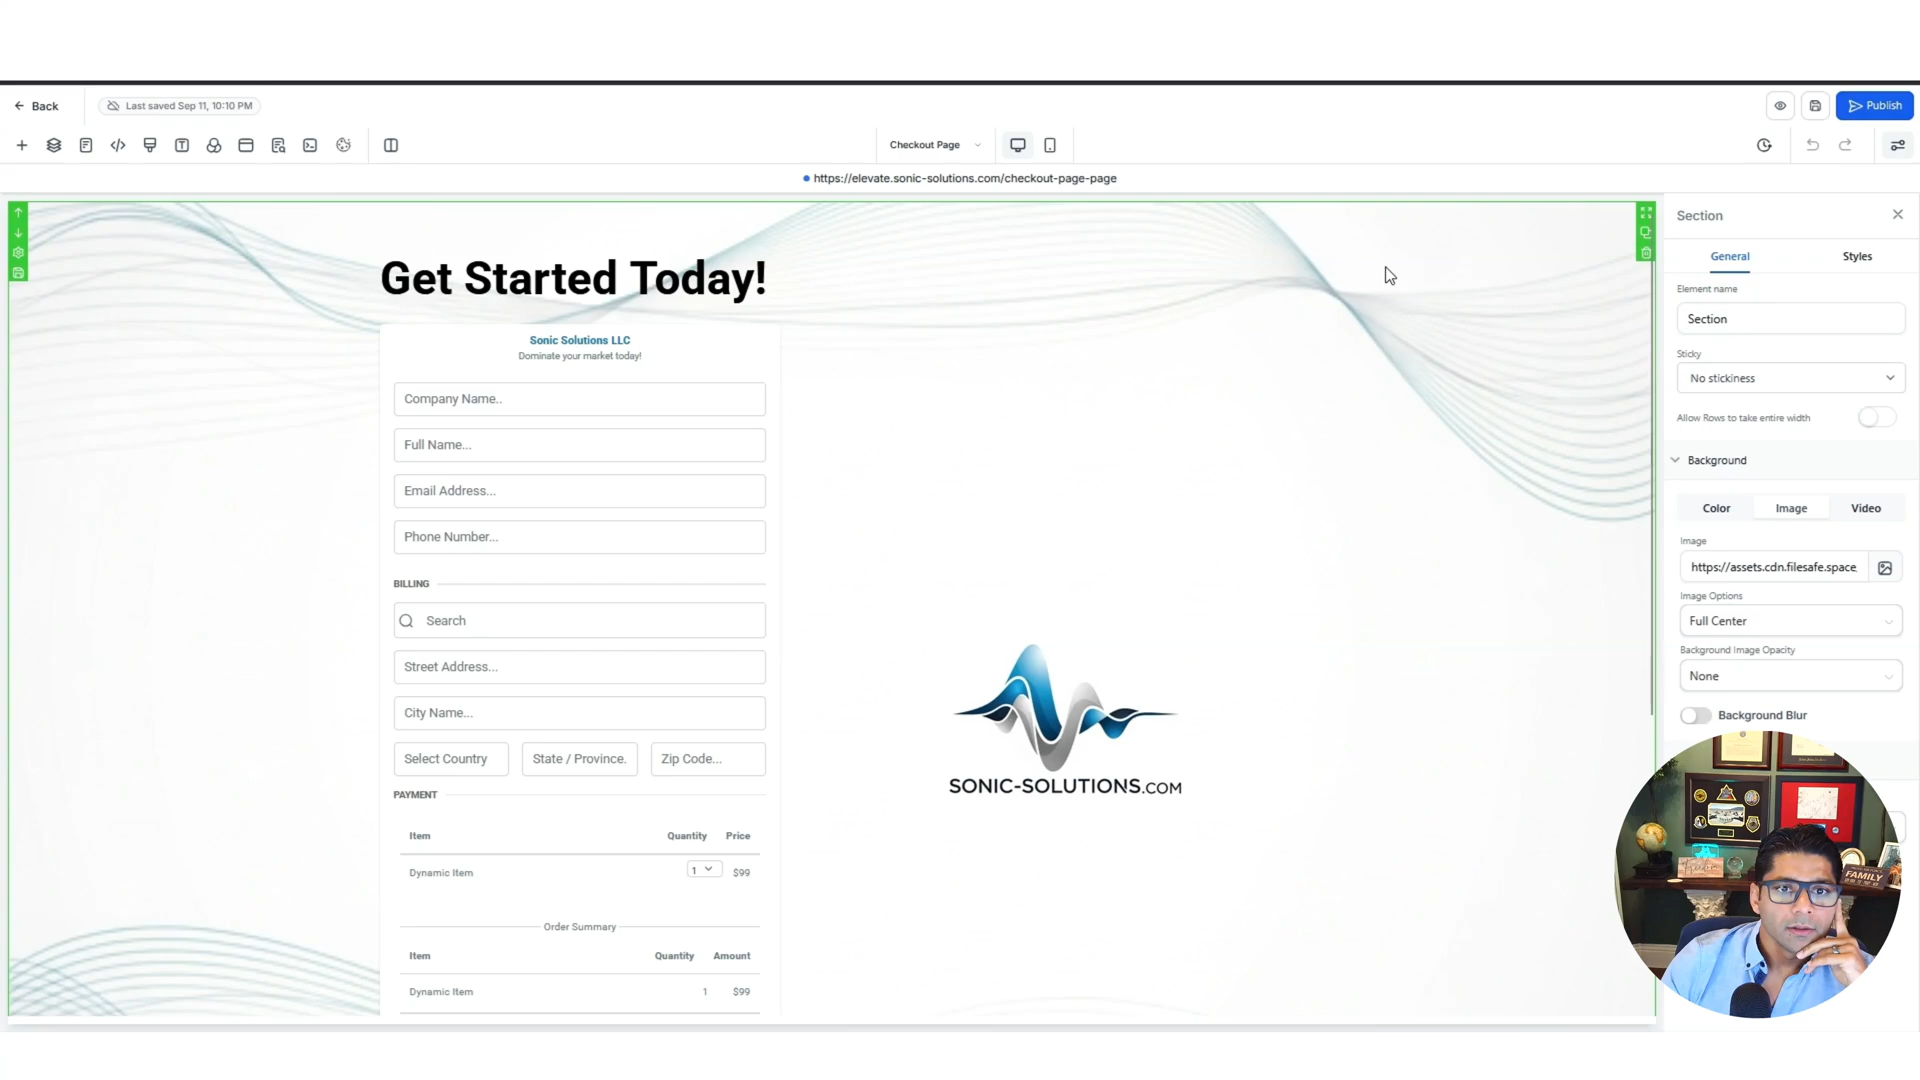 Back
Last saved Sep 11, 10:10 PM
Publish
Checkout Page
https://elevate.sonic-solutions.com/checkout-page-page
Get Started Today!
Sonic Solutions LLC
Dominate your market today!
Company Name..
Full Name...
Email Address...
Phone Number...
BILLING
Search
Street Address...
City Name...
Select Country State / Province. Zip Code...
PAYMENT
Item Quantity Price
Dynamic Item 1 $99
Order Summary
Item Quantity Amount
Dynamic Item 1 $99
SONIC-SOLUTIONS.COM
Section
General Styles
Element name
Section
Sticky
No stickiness
Allow Rows to take entire width
Background
Color Image Video
Image
https://assets.cdn.filesafe.space
Image Options
Full Center
Background Image Opacity
None
Background Blur
FAMILY